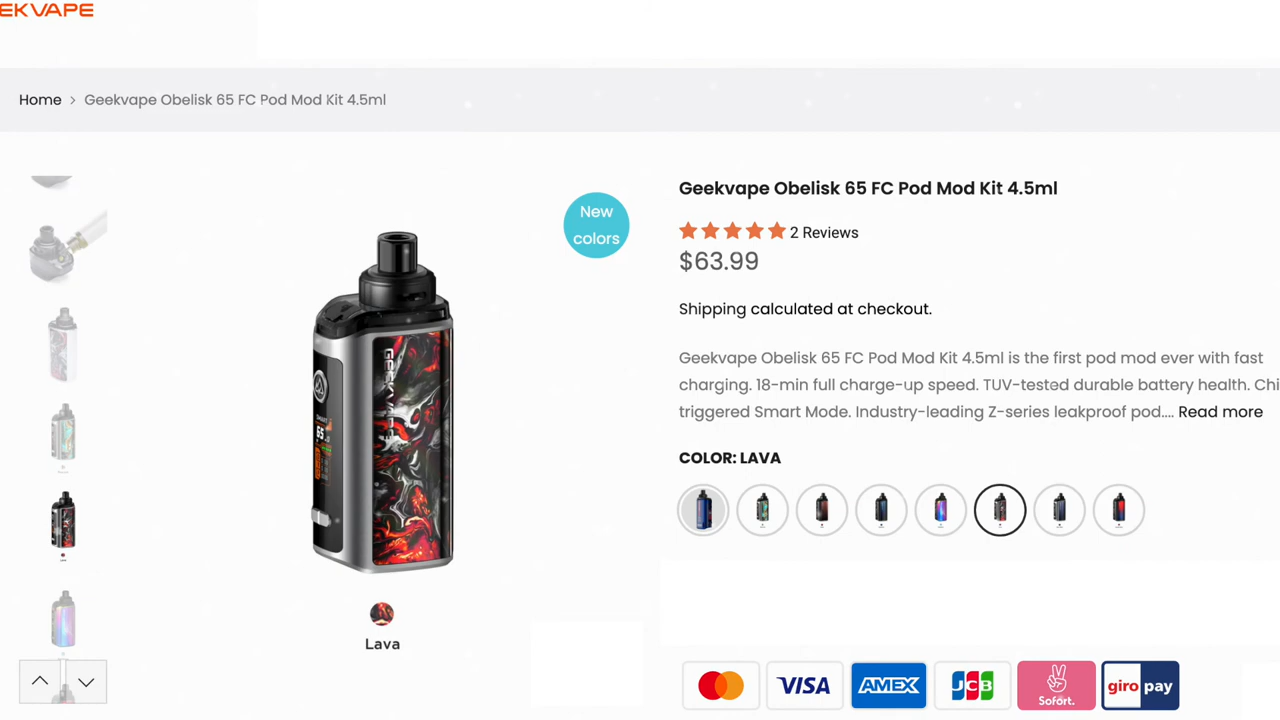 EKVAPE
Home > Geekvape Obelisk 65 FC Pod Mod Kit 4.5ml
New
colors
GEEKVAPE
Lava
Geekvape Obelisk 65 FC Pod Mod Kit 4.5ml
2 Reviews
$63.99
Shipping calculated at checkout.
Geekvape Obelisk 65 FC Pod Mod Kit 4.5ml is the first pod mod ever with fast
charging. 18-min full charge-up speed. TUV-tested durable battery health. Chi
triggered Smart Mode. Industry-leading Z-series leakproof pod.... Read more
COLOR: LAVA
VISA
AMEX
JCB
Sofort.
giro pay